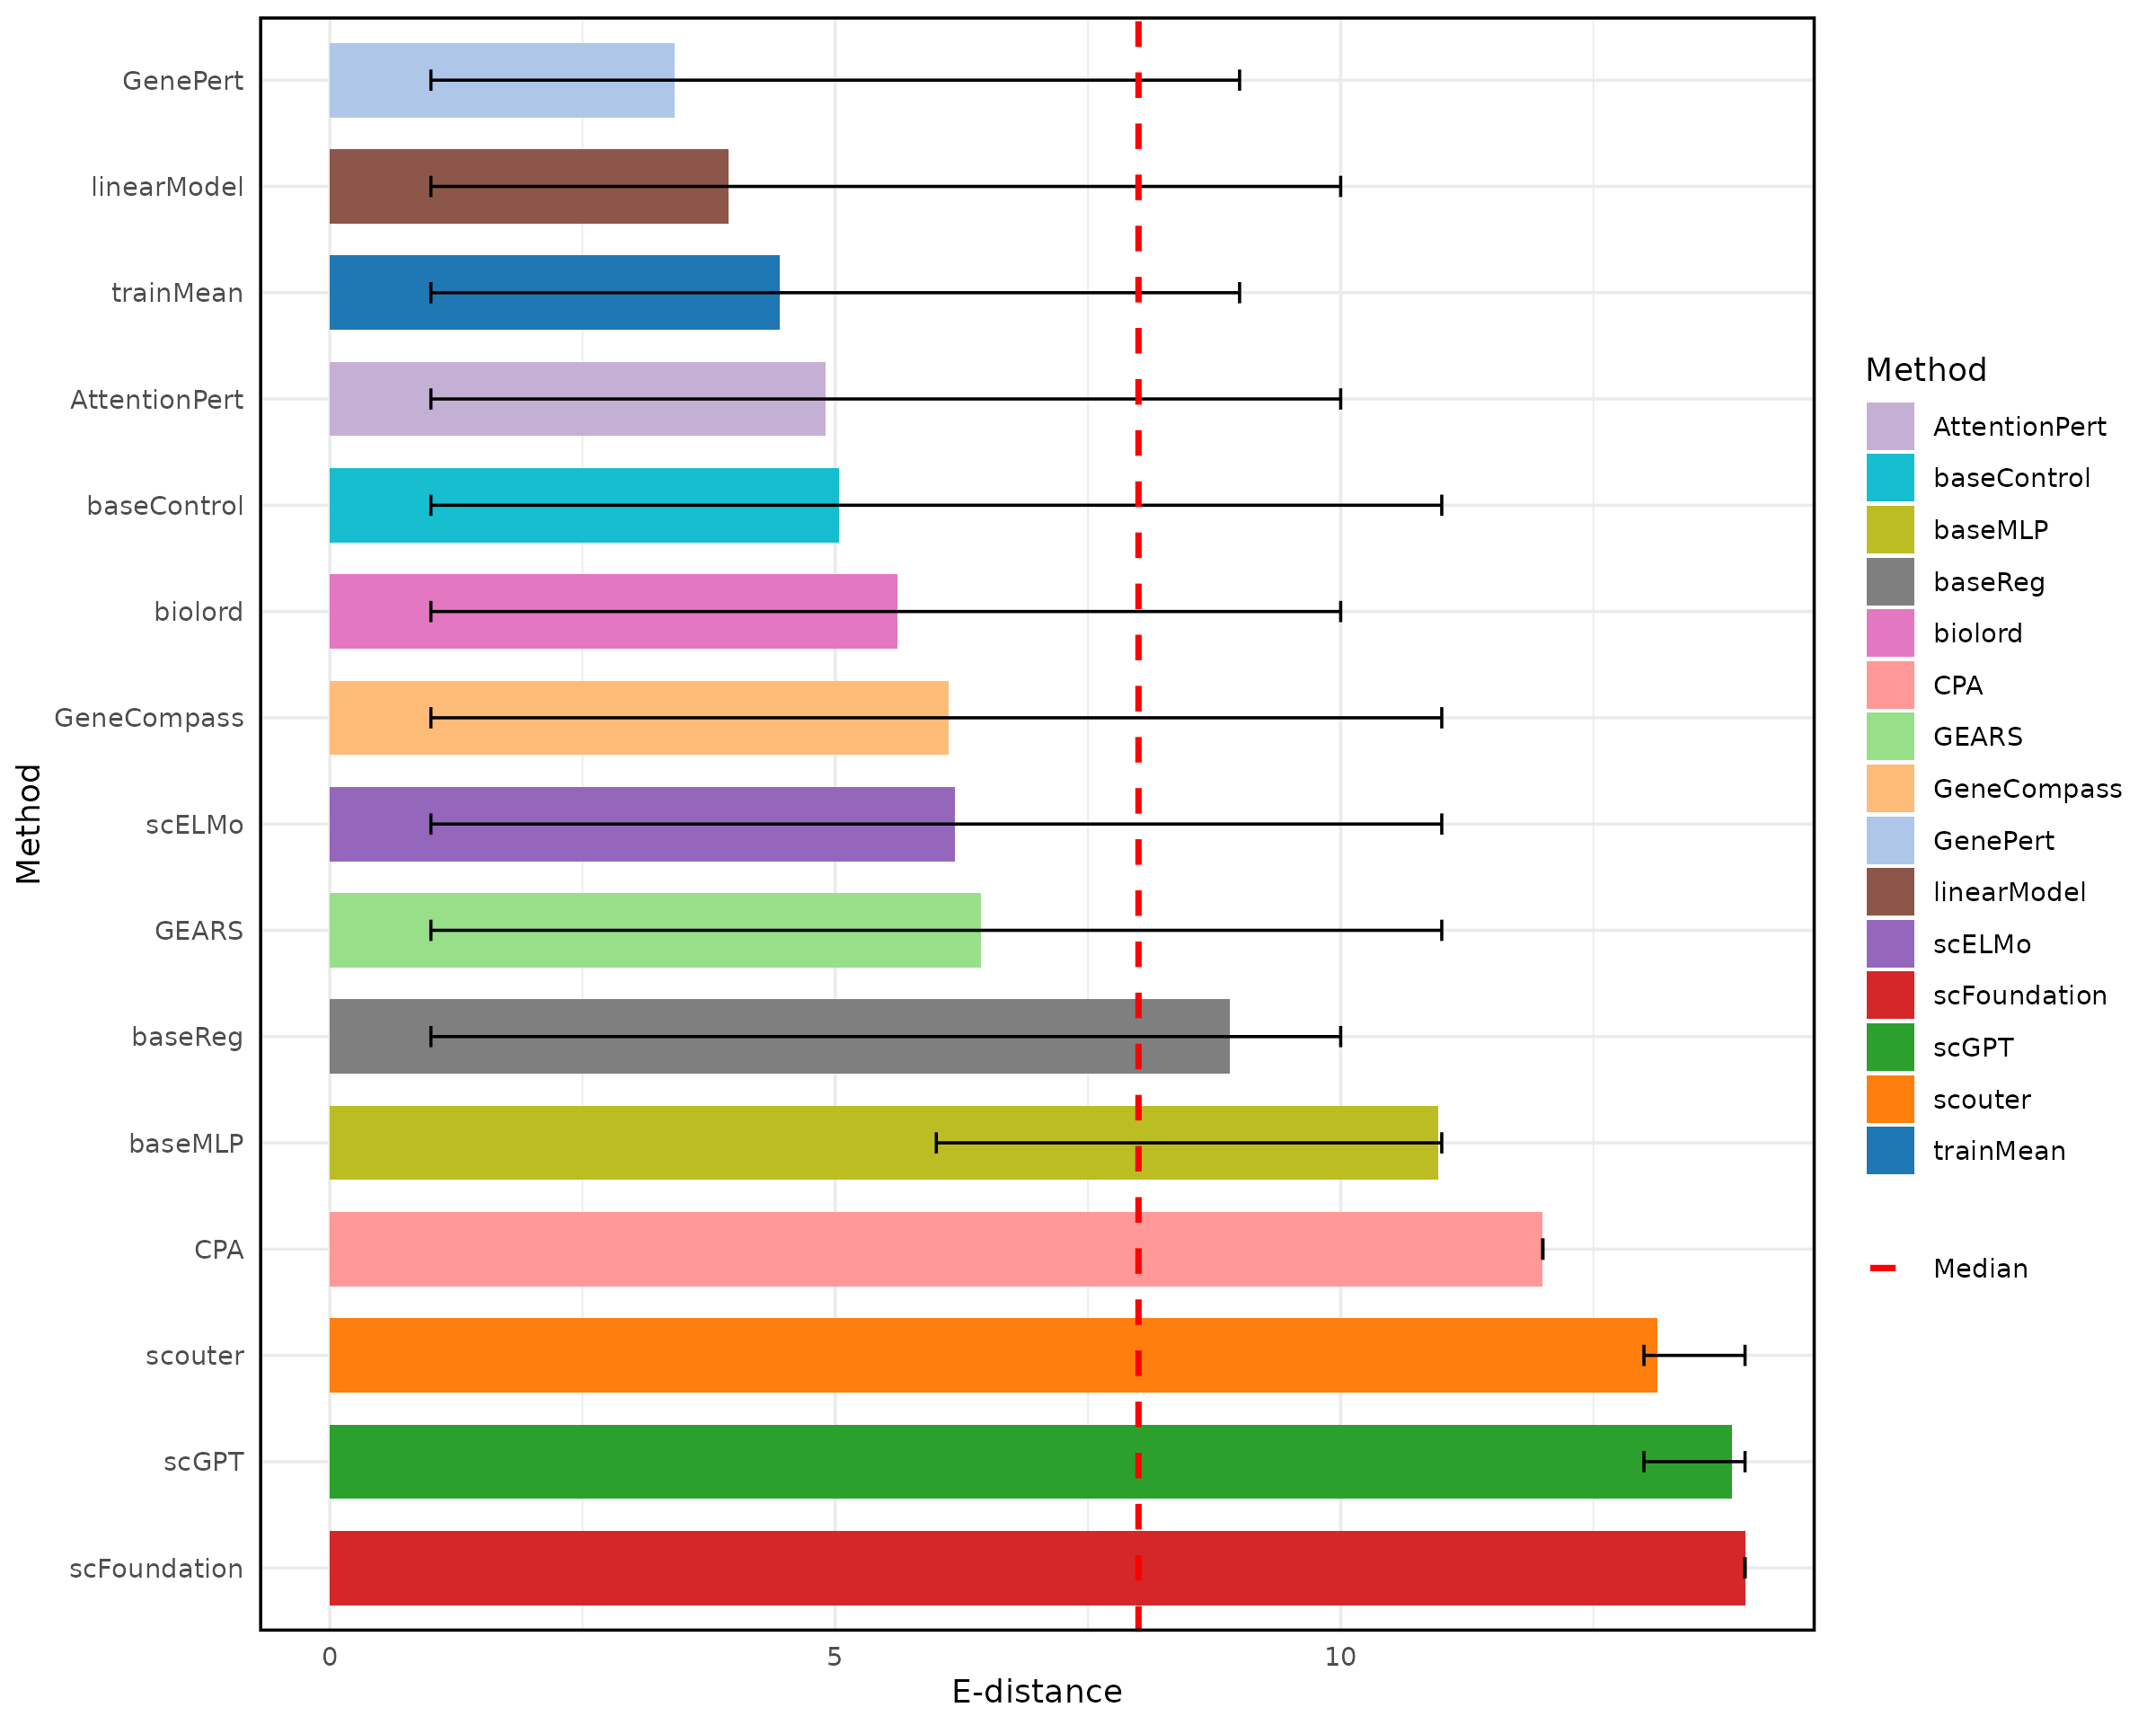 GenePert
linearModel
trainMean
AttentionPert
baseControl
biolord
GeneCompass
scELMo
GEARS
baseReg
baseMLP
CPA
scouter
scGPT
scFoundation
Method
0 5 10
E-distance
Method
AttentionPert
baseControl
baseMLP
baseReg
biolord
CPA
GEARS
GeneCompass
GenePert
linearModel
scELMo
scFoundation
scGPT
scouter
trainMean
Median